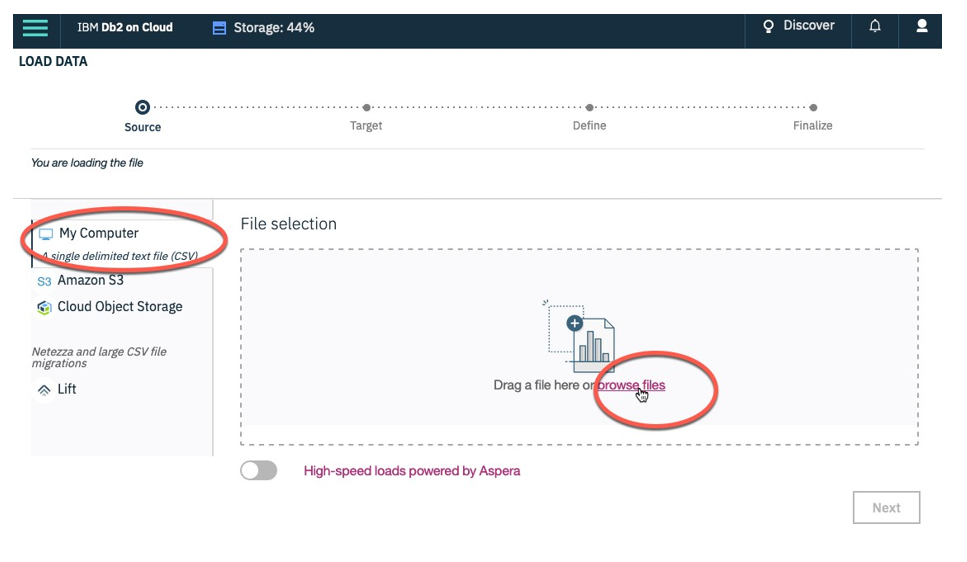 IBM Db2 on Cloud
Storage: 44%
Discover
LOAD DATA
Source
Target
Define
Finalize
You are loading the file
My Computer
A single delimited text file (CSV)
S3 Amazon S3
Cloud Object Storage
Netezza and large CSV file
migrations
Lift
File selection
Drag a file here or browse files
High-speed loads powered by Aspera
Next